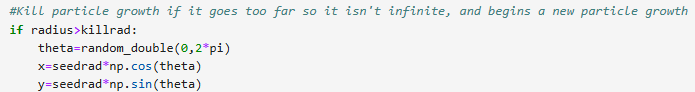 #Kill particle growth if it goes too far so it isn't infinite, and begins a new particle growth
if radius>killrad:
    theta=random_double(0,2*pi)
    x=seedrad*np.cos(theta)
    y=seedrad*np.sin(theta)